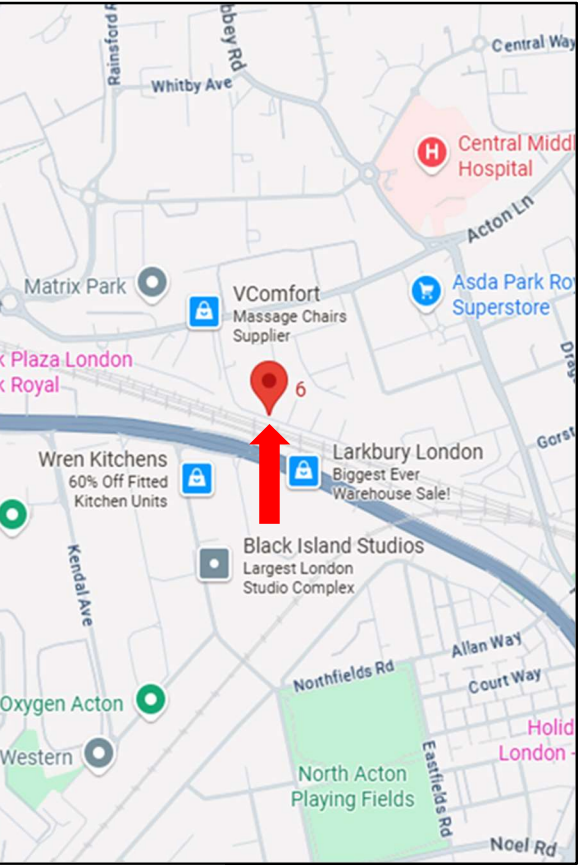 Rainsford R
bbey Rd
Central Way
Whitby Ave
H
Central Middl
Hospital
Acton Ln
Matrix Park
VComfort
Massage Chairs
Supplier
Asda Park Ro
Superstore
k Plaza London
k Royal
6
Drag
Gorst
Wren Kitchens
60% Off Fitted
Kitchen Units
Larkbury London
Biggest Ever
Warehouse Sale!
Black Island Studios
Largest London
Studio Complex
Kendal Ave
Allan Way
Court Way
Northfields Rd
Oxygen Acton
Western
Holid
London -
North Acton
Playing Fields
Eastfields Rd
Noel Rd